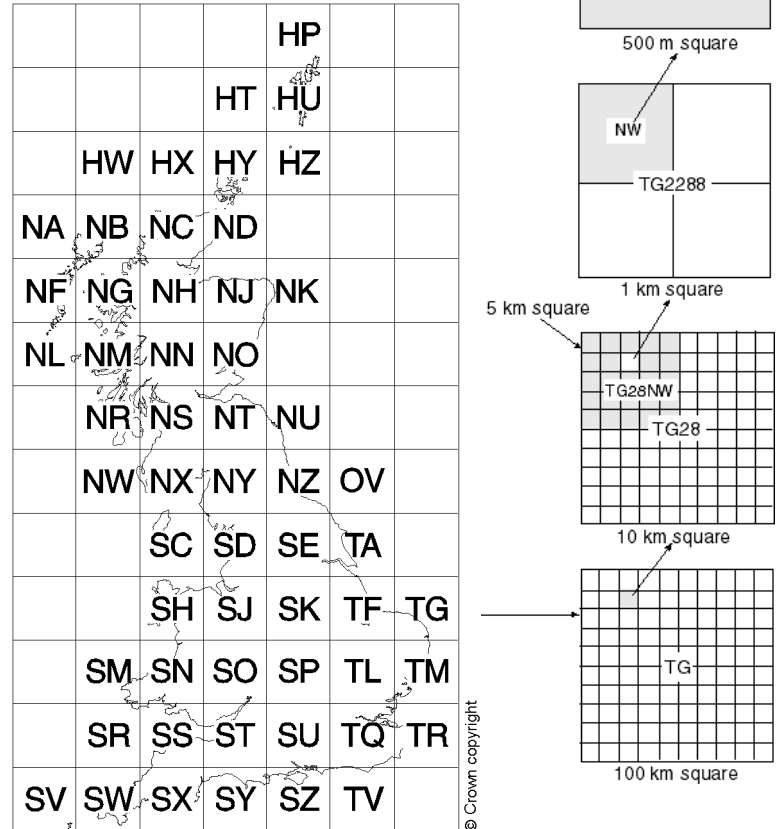 HP
HT HU
HW HX HY HZ
NA NB NC ND
NF NG NH NJ NK
NL NM NN NO
NR NS NT NU
NW NX NY NZ OV
SC SD SE TA
SH SJ SK TF TG
SM SN SO SP TL TM
SR SS ST SU TQ TR
SV SW SX SY SZ TV
© Crown copyright
500 m square
NW
TG2288
1 km square
5 km square
TG28NW
TG28
10 km square
TG
100 km square